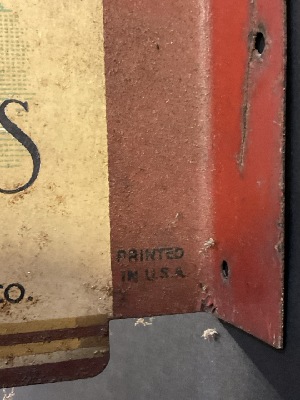 S
PRINTED
IN U.S.A.
TO